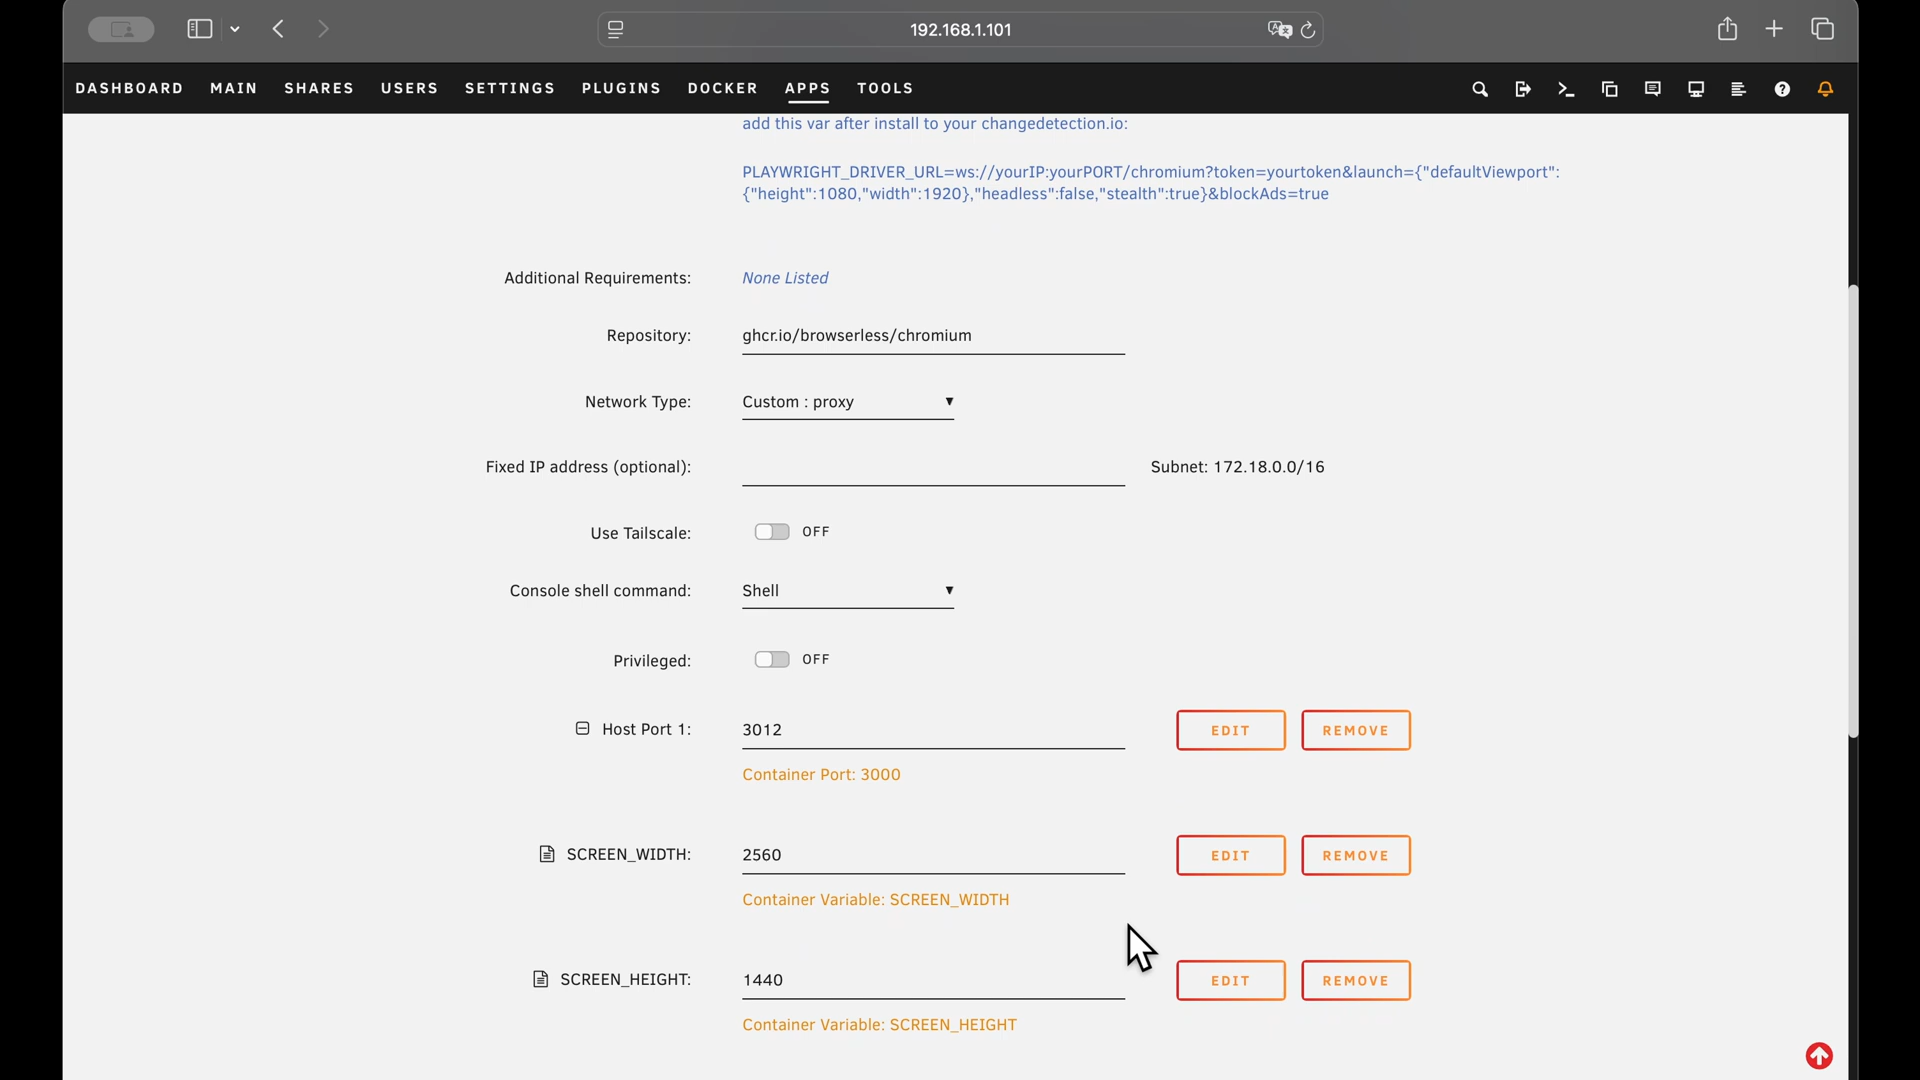 192.168.1.101
DASHBOARD MAIN SHARES USERS SETTINGS PLUGINS DOCKER APPS TOOLS
add this var after install to your changedetection.io:
PLAYWRIGHT_DRIVER_URL=ws://yourIP:yourPORT/chromium?token=yourtoken&launch={"defaultViewport":
{"height":1080,"width":1920},"headless":false,"stealth":true}&blockAds=true
Additional Requirements: None Listed
Repository: ghcr.io/browserless/chromium
Network Type: Custom : proxy
Fixed IP address (optional): Subnet: 172.18.0.0/16
Use Tailscale: OFF
Console shell command: Shell
Privileged: OFF
Host Port 1: 3012 EDIT REMOVE
Container Port: 3000
SCREEN_WIDTH: 2560 EDIT REMOVE
Container Variable: SCREEN_WIDTH
SCREEN_HEIGHT: 1440 EDIT REMOVE
Container Variable: SCREEN_HEIGHT